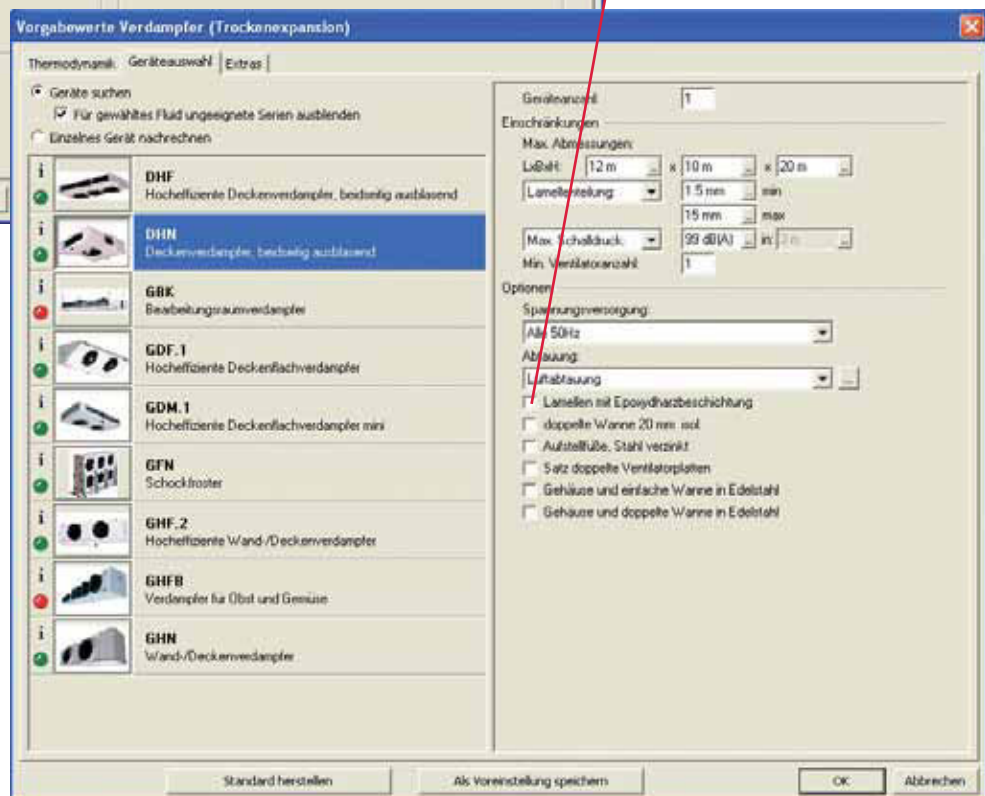 Vorgabewerte Verdampfer (Trockenexpansion)
Thermodynamik Geräteauswahl Extras
Geräte suchen
Für gewähltes Fluid ungeeignete Serien ausblenden
Einzelnes Gerät nachrechnen
DHF
Hocheffiziente Deckenverdampfer, beidseitig ausblasend
DHN
Deckenverdampfer, beidseitig ausblasend
GBK
Bearbeitungsraumverdampfer
GDF.1
Hocheffiziente Deckenflachverdampfer
GDM.1
Hocheffiziente Deckenflachverdampfer mini
GFN
Schockfroster
GHF.2
Hocheffiziente Wand-/Deckenverdampfer
GHFB
Verdampfer für Obst und Gemüse
GHN
Wand-/Deckenverdampfer
Geräteanzahl 1
Einschränkungen
Max. Abmessungen:
LxBxH: 12 m ... x 10 m ... x 20 m ...
Lamellenteilung: 1.5 mm ... min
15 mm ... max
Max. Schalldruck: 99 dB(A) ... in: 3 m ...
Min. Ventilatoranzahl: 1
Optionen
Spannungsversorgung:
Alle 50Hz
Abtauung:
Luftabtauung ...
Lamellen mit Epoxydharzbeschichtung
doppelte Wanne 20 mm isol.
Aufstellfüße, Stahl verzinkt
Satz doppelte Ventilatorplatten
Gehäuse und einfache Wanne in Edelstahl
Gehäuse und doppelte Wanne in Edelstahl
Standard herstellen Als Voreinstellung speichern OK Abbrechen